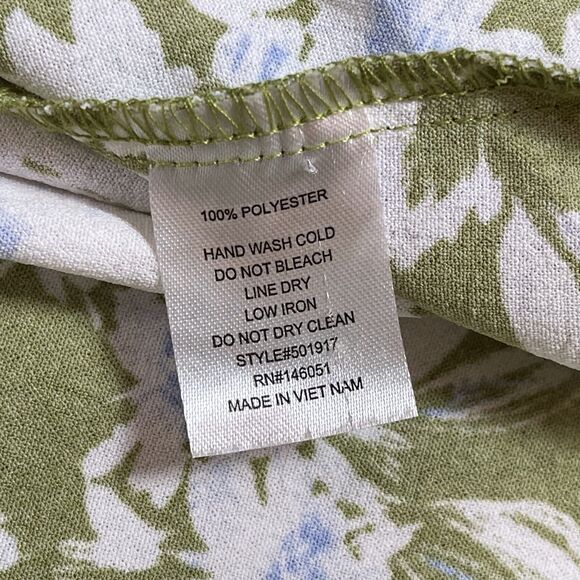 100% POLYESTER
HAND WASH COLD
DO NOT BLEACH
LINE DRY
LOW IRON
DO NOT DRY CLEAN
STYLE#501917
RN#146051
MADE IN VIET NAM